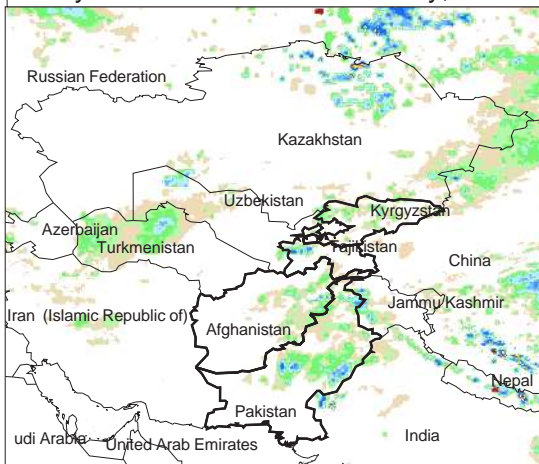 Russian Federation
Kazakhstan
Uzbekistan
Kyrgyzstan
Azerbaijan
Turkmenistan
Tajikistan
China
Jammu/Kashmir
Iran (Islamic Republic of)
Afghanistan
Nepal
Pakistan
udi Arabia
United Arab Emirates
India